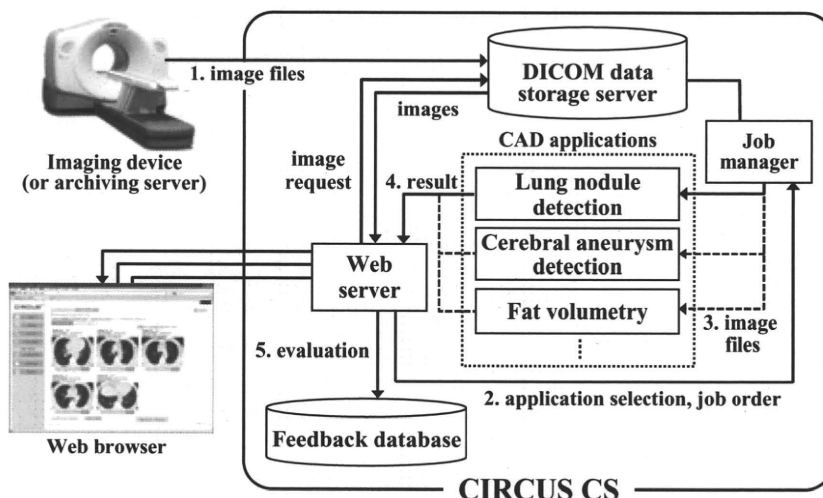 1. image files
DICOM data
storage server
images
CAD applications
Job
manager
Imaging device
(or archiving server)
image
request
4. result
Lung nodule
detection
Cerebral aneurysm
detection
Web
server
Fat volumetry
3. image
files
5. evaluation
2. application selection, job order
Web browser
Feedback database
CIRCUS CS